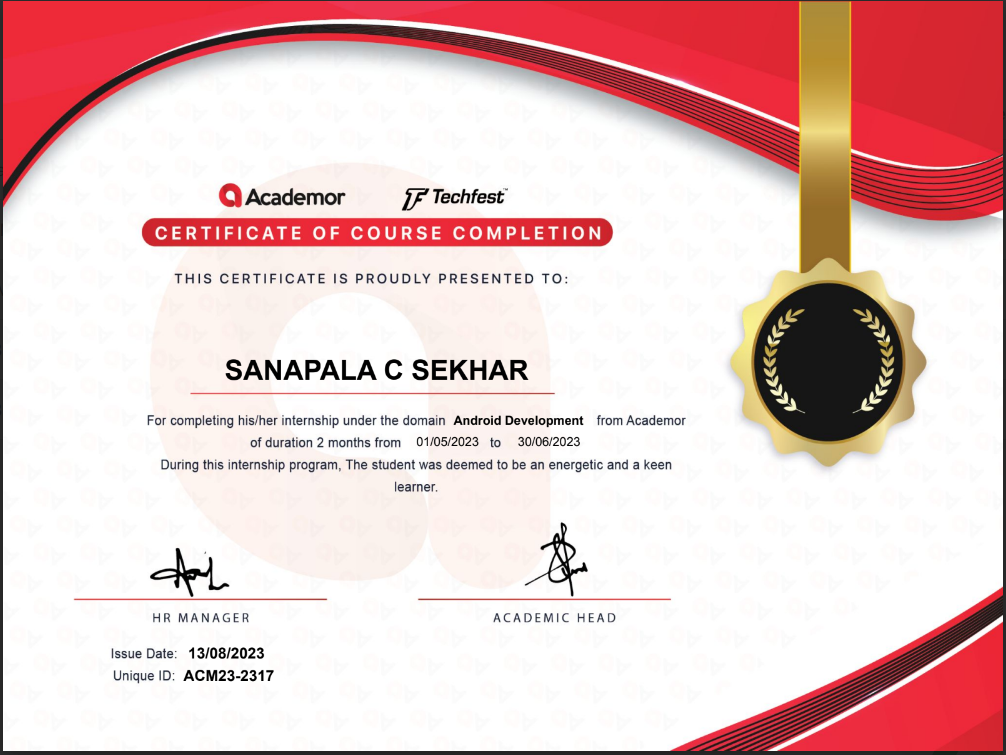 Academor Techfest™
CERTIFICATE OF COURSE COMPLETION
THIS CERTIFICATE IS PROUDLY PRESENTED TO:
SANAPALA C SEKHAR
For completing his/her internship under the domain Android Development from Academor
of duration 2 months from 01/05/2023 to 30/06/2023
During this internship program, The student was deemed to be an energetic and a keen
learner.
HR MANAGER ACADEMIC HEAD
Issue Date: 13/08/2023
Unique ID: ACM23-2317